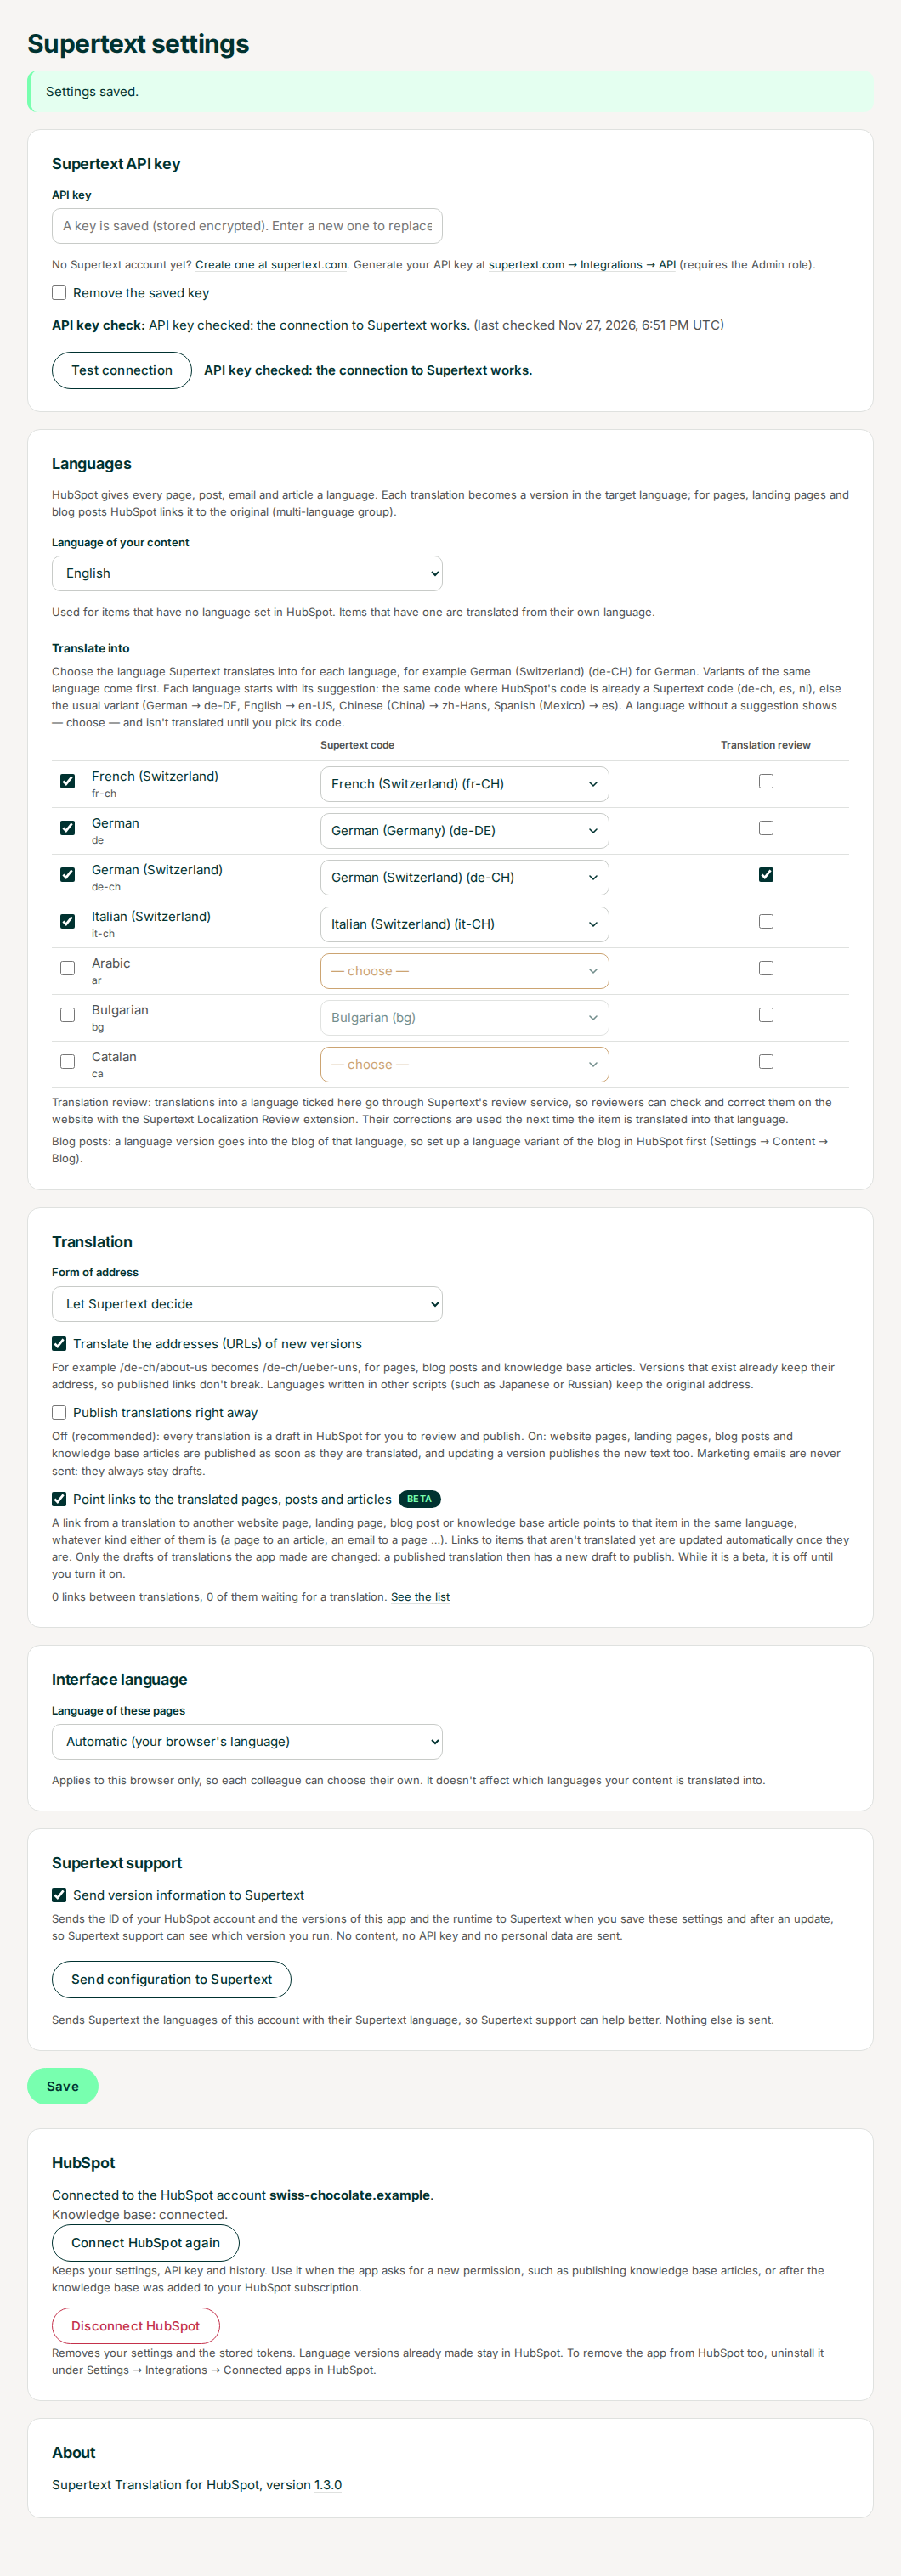 Supertext settings
Settings saved.
Supertext API key
API key
A key is saved (stored encrypted). Enter a new one to replace
No Supertext account yet? Create one at supertext.com. Generate your API key at supertext.com → Integrations → API (requires the Admin role).
Remove the saved key
API key check: API key checked: the connection to Supertext works. (last checked Nov 27, 2026, 6:51 PM UTC)
Test connection API key checked: the connection to Supertext works.
Languages
HubSpot gives every page, post, email and article a language. Each translation becomes a version in the target language; for pages, landing pages and
blog posts HubSpot links it to the original (multi-language group).
Language of your content
English
Used for items that have no language set in HubSpot. Items that have one are translated from their own language.
Translate into
Choose the language Supertext translates into for each language, for example German (Switzerland) (de-CH) for German. Variants of the same
language come first. Each language starts with its suggestion: the same code where HubSpot's code is already a Supertext code (de-ch, es, nl), else
the usual variant (German → de-DE, English → en-US, Chinese (China) → zh-Hans, Spanish (Mexico) → es). A language without a suggestion shows
— choose — and isn't translated until you pick its code.
Supertext code Translation review
French (Switzerland) French (Switzerland) (fr-CH)
fr-ch
German German (Germany) (de-DE)
de
German (Switzerland) German (Switzerland) (de-CH)
de-ch
Italian (Switzerland) Italian (Switzerland) (it-CH)
it-ch
Arabic — choose —
ar
Bulgarian Bulgarian (bg)
bg
Catalan — choose —
ca
Translation review: translations into a language ticked here go through Supertext's review service, so reviewers can check and correct them on the
website with the Supertext Localization Review extension. Their corrections are used the next time the item is translated into that language.
Blog posts: a language version goes into the blog of that language, so set up a language variant of the blog in HubSpot first (Settings → Content →
Blog).
Translation
Form of address
Let Supertext decide
Translate the addresses (URLs) of new versions
For example /de-ch/about-us becomes /de-ch/ueber-uns, for pages, blog posts and knowledge base articles. Versions that exist already keep their
address, so published links don't break. Languages written in other scripts (such as Japanese or Russian) keep the original address.
Publish translations right away
Off (recommended): every translation is a draft in HubSpot for you to review and publish. On: website pages, landing pages, blog posts and
knowledge base articles are published as soon as they are translated, and updating a version publishes the new text too. Marketing emails are never
sent: they always stay drafts.
Point links to the translated pages, posts and articles BETA
A link from a translation to another website page, landing page, blog post or knowledge base article points to that item in the same language,
whatever kind either of them is (a page to an article, an email to a page ...). Links to items that aren't translated yet are updated automatically once they
are. Only the drafts of translations the app made are changed: a published translation then has a new draft to publish. While it is a beta, it is off until
you turn it on.
0 links between translations, 0 of them waiting for a translation. See the list
Interface language
Language of these pages
Automatic (your browser's language)
Applies to this browser only, so each colleague can choose their own. It doesn't affect which languages your content is translated into.
Supertext support
Send version information to Supertext
Sends the ID of your HubSpot account and the versions of this app and the runtime to Supertext when you save these settings and after an update,
so Supertext support can see which version you run. No content, no API key and no personal data are sent.
Send configuration to Supertext
Sends Supertext the languages of this account with their Supertext language, so Supertext support can help better. Nothing else is sent.
Save
HubSpot
Connected to the HubSpot account swiss-chocolate.example.
Knowledge base: connected.
Connect HubSpot again
Keeps your settings, API key and history. Use it when the app asks for a new permission, such as publishing knowledge base articles, or after the
knowledge base was added to your HubSpot subscription.
Disconnect HubSpot
Removes your settings and the stored tokens. Language versions already made stay in HubSpot. To remove the app from HubSpot too, uninstall it
under Settings → Integrations → Connected apps in HubSpot.
About
Supertext Translation for HubSpot, version 1.3.0